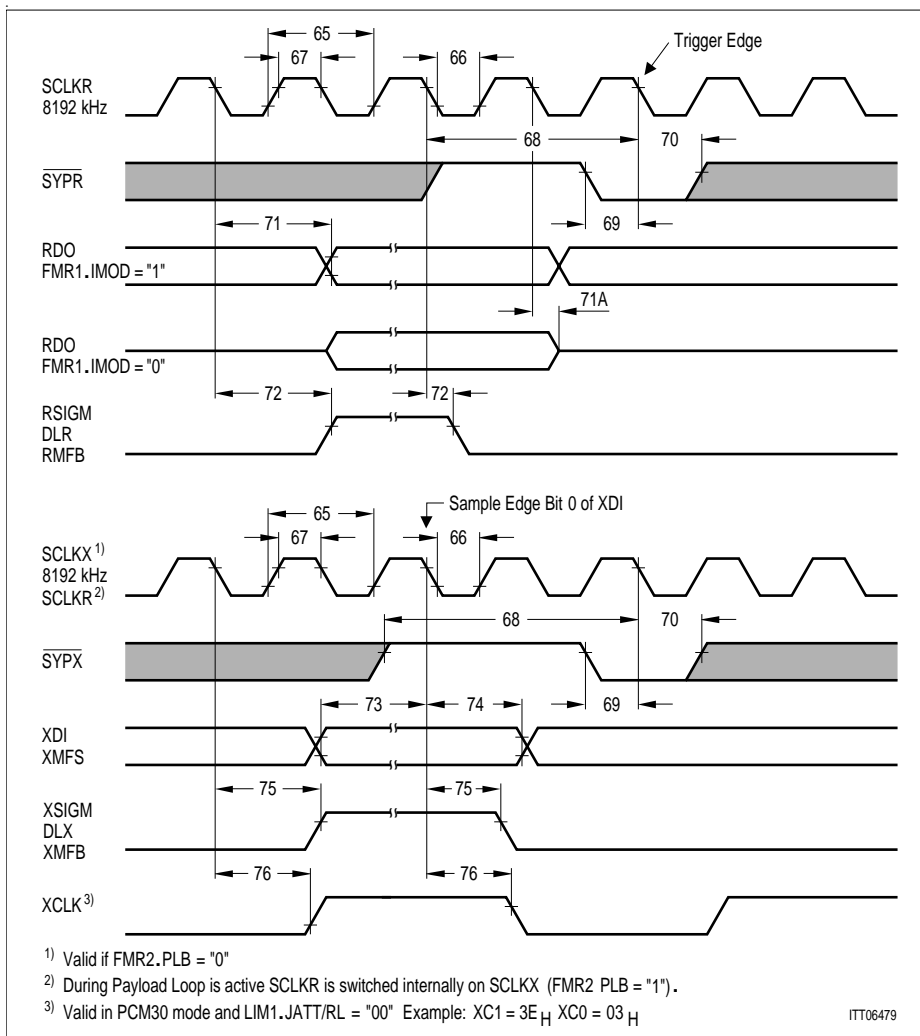 65
67
66
Trigger Edge
SCLKR
8192 kHz
68
70
SYPR
71
69
RDO
FMR1.IMOD = "1"
71A
RDO
FMR1.IMOD = "0"
72
72
RSIGM
DLR
RMFB
Sample Edge Bit 0 of XDI
65
67
66
SCLKX 1)
8192 kHz
SCLKR 2)
68
70
SYPX
73
74
69
XDI
XMFS
75
75
XSIGM
DLX
XMFB
76
76
XCLK 3)
1) Valid if FMR2.PLB = "0"
2) During Payload Loop is active SCLKR is switched internally on SCLKX (FMR2 PLB = "1").
3) Valid in PCM30 mode and LIM1.JATT/RL = "00" Example: XC1 = 3E H XC0 = 03 H
ITT06479